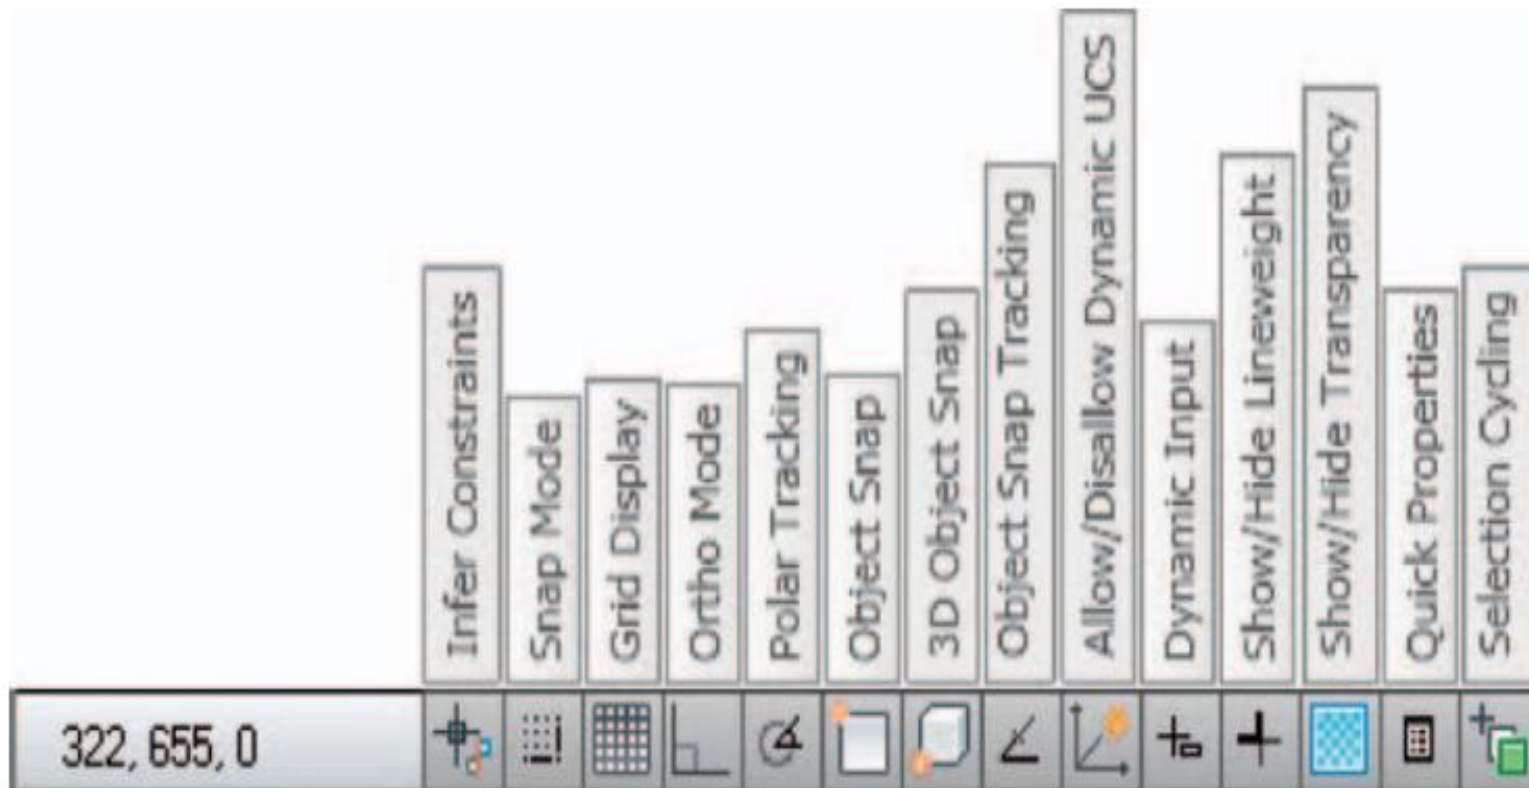 Infer Constraints
Snap Mode
Grid Display
Ortho Mode
Polar Tracking
Object Snap
3D Object Snap
Object Snap Tracking
Allow/Disallow Dynamic UCS
Dynamic Input
Show/Hide Lineweight
Show/Hide Transparency
Quick Properties
Selection Cycling
322, 655, 0